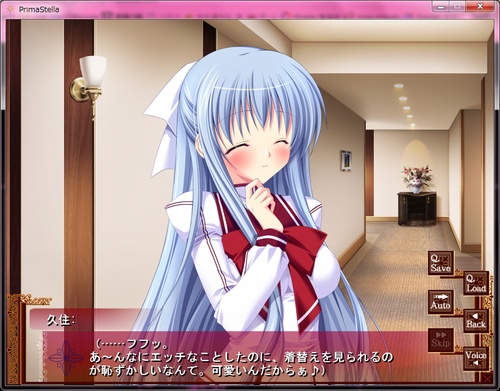 PrimaStella
Q.
Save
Q.
Load
Auto
Back
Skip
Voice
久住：
（……フフッ。
あ～んなにエッチなことしたのに、着替えを見られるの
が恥ずかしいなんて。可愛いんだからぁ♪）